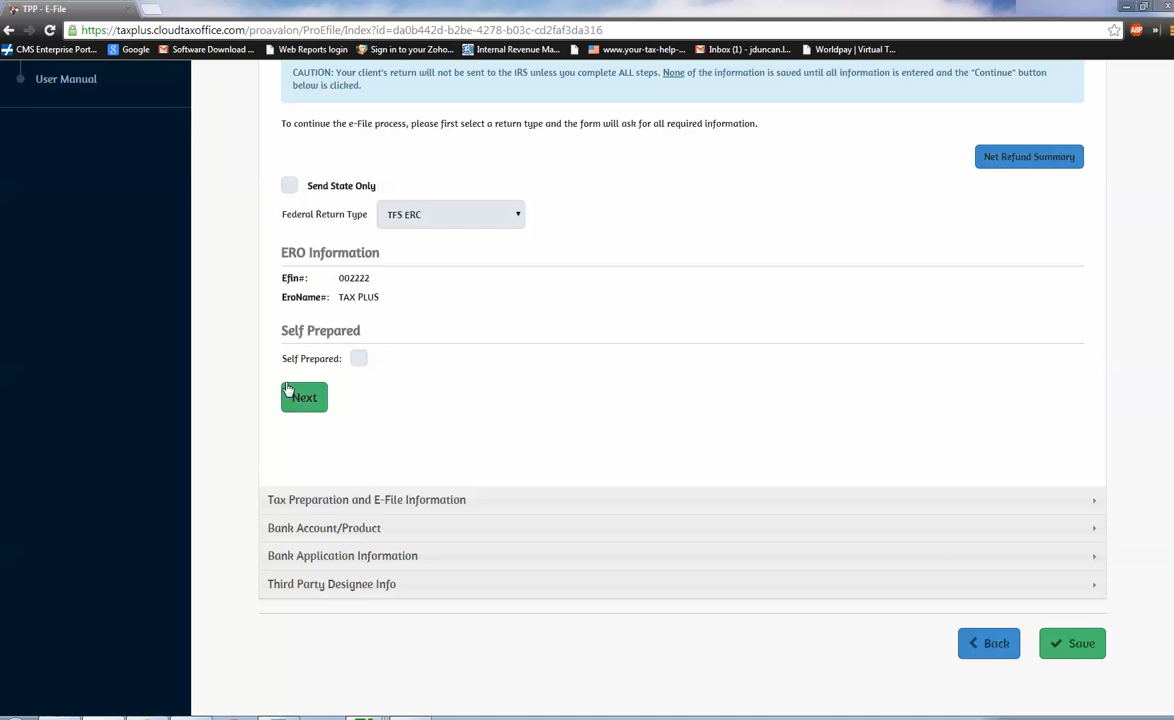 TPP - E-File
https://taxplus.cloudtaxoffice.com/proavalon/ProEfile/Index?id=da0b442d-b2be-4278-b03c-cd2faf3da316
ABP
CMS Enterprise Port... Google Software Download ... Web Reports login Sign in to your Zoho... Internal Revenue Ma... www.your-tax-help-... Inbox (1) - jduncan.l... Worldpay | Virtual T...
User Manual
CAUTION: Your client's return will not be sent to the IRS unless you complete ALL steps. None of the information is saved until all information is entered and the "Continue" button
below is clicked.
To continue the e-File process, please first select a return type and the form will ask for all required information.
Net Refund Summary
Send State Only
Federal Return Type TFS ERC
ERO Information
Efin#: 002222
EroName#: TAX PLUS
Self Prepared
Self Prepared:
Next
Tax Preparation and E-File Information
Bank Account/Product
Bank Application Information
Third Party Designee Info
Back Save